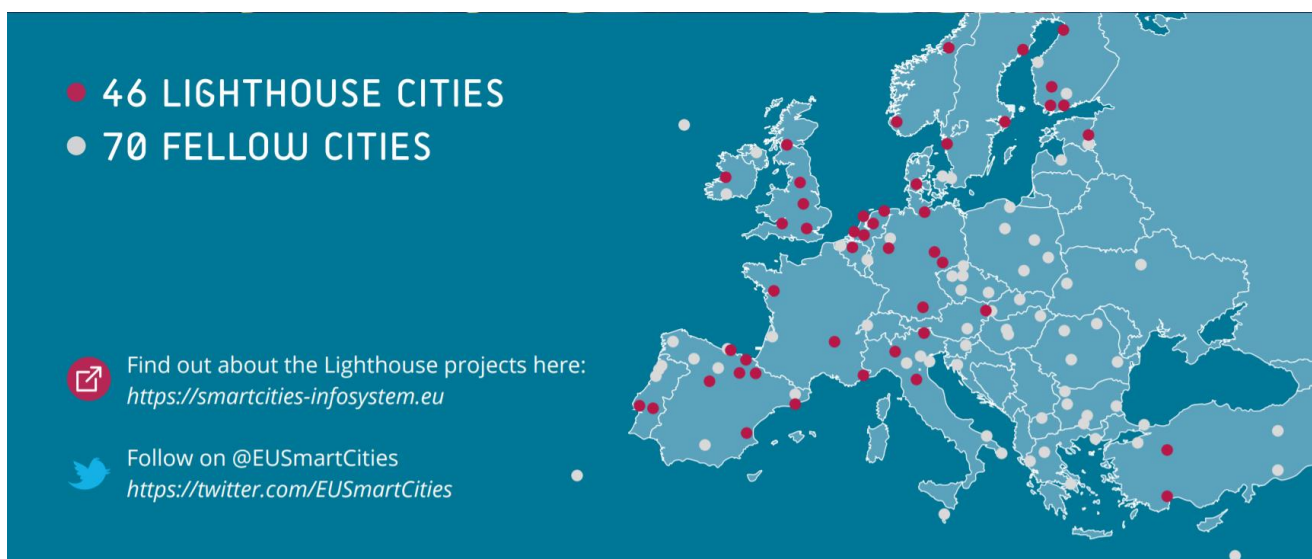 46 LIGHTHOUSE CITIES
70 FELLOW CITIES
Find out about the Lighthouse projects here:
https://smartcities-infosystem.eu
Follow on @EUSmartCities
https://twitter.com/EUSmartCities